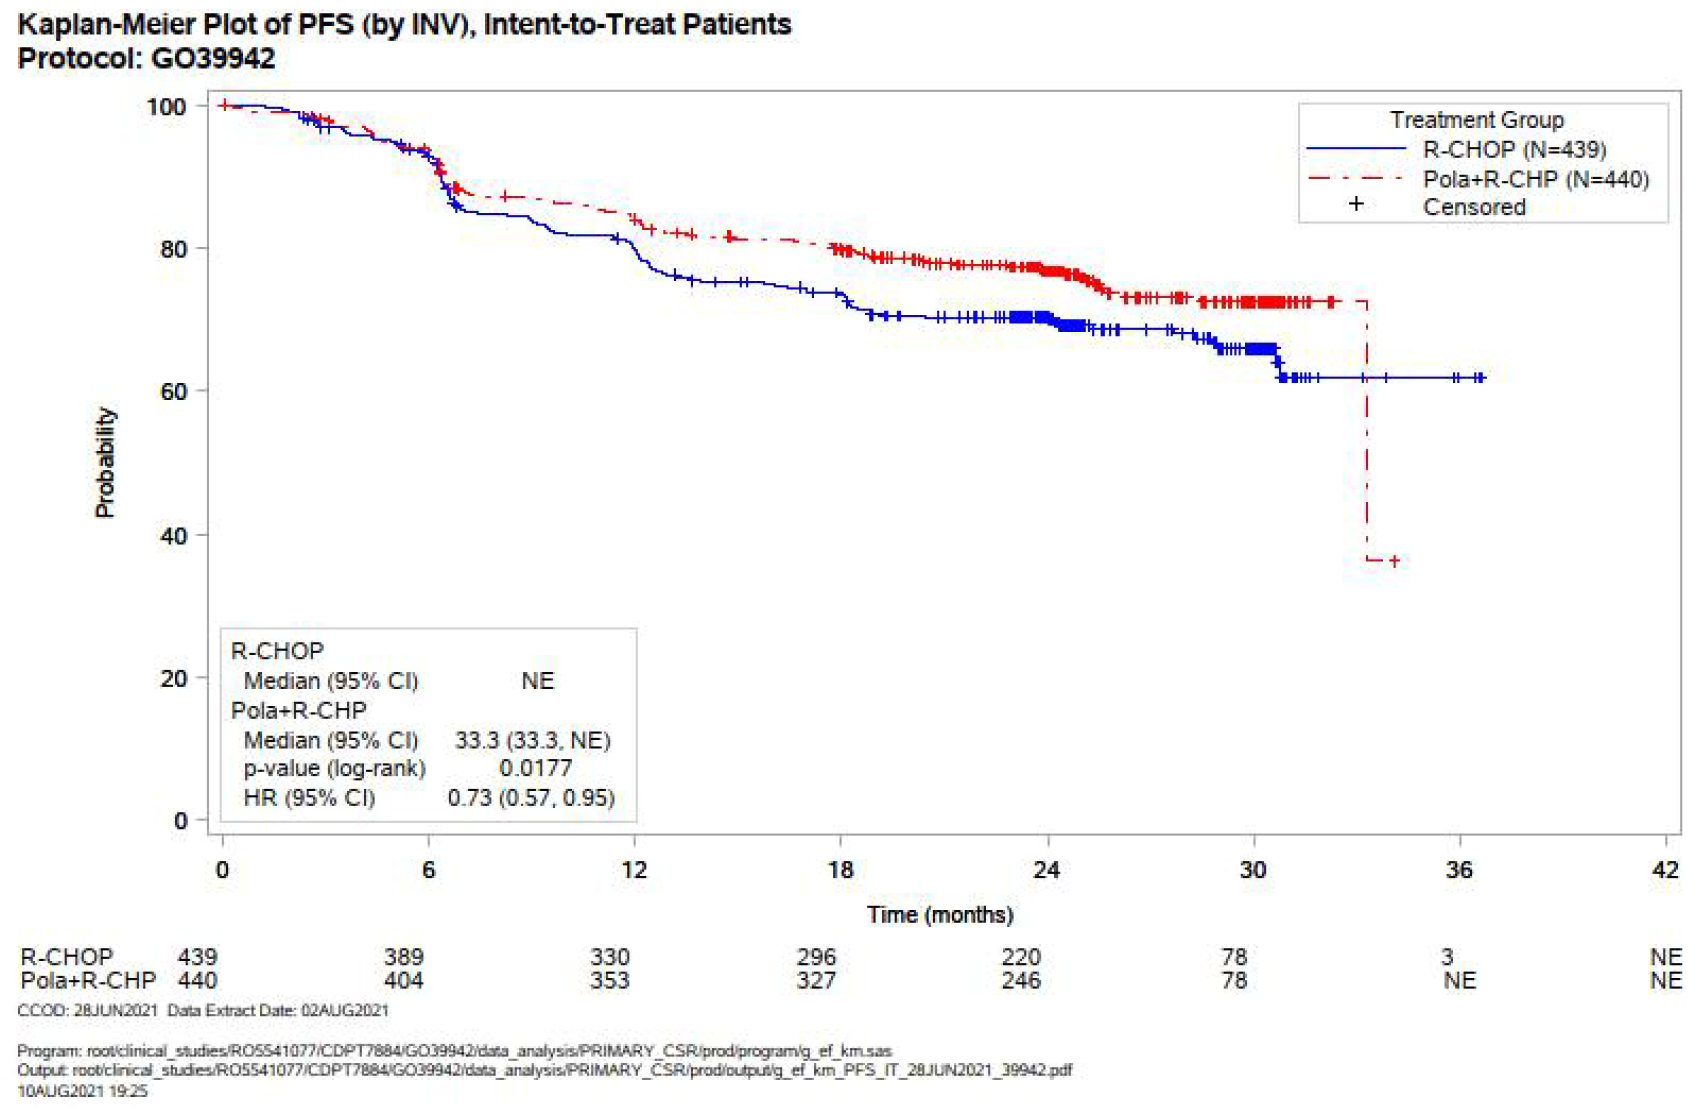 Kaplan-Meier Plot of PFS (by INV), Intent-to-Treat Patients
Protocol: GO39942
100
80
60
40
20
0
Probability
Treatment Group
R-CHOP (N=439)
Pola+R-CHP (N=440)
+ Censored
R-CHOP
Median (95% CI) NE
Pola+R-CHP
Median (95% CI) 33.3 (33.3, NE)
p-value (log-rank) 0.0177
HR (95% CI) 0.73 (0.57, 0.95)
0 6 12 18 24 30 36 42
Time (months)
R-CHOP 439 389 330 296 220 78 3 NE
Pola+R-CHP 440 404 353 327 246 78 NE NE
CCOD: 28JUN2021 Data Extract Date: 02AUG2021
Program: root/clinical_studies/RO5541077/CDPT7884/GO39942/data_analysis/PRIMARY_CSR/prod/program/g_ef_km.sas
Output: root/clinical_studies/RO5541077/CDPT7884/GO39942/data_analysis/PRIMARY_CSR/prod/output/g_ef_km_PFS_IT_28JUN2021_39942.pdf
10AUG2021 19:25